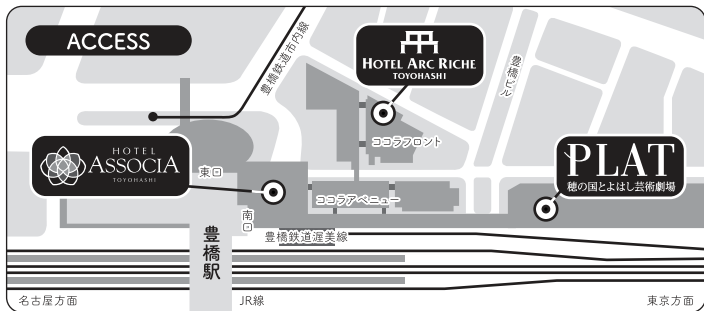 ACCESS
豊橋鉄道市内線
HOTEL ARC RICHE
TOYOHASHI
豊橋ビル
ココラフロント
HOTEL
ASSOCIA
TOYOHASHI
東口
PLAT
穂の国とよはし芸術劇場
ココラアベニュー
南口
豊橋鉄道渥美線
豊橋駅
名古屋方面
JR線
東京方面